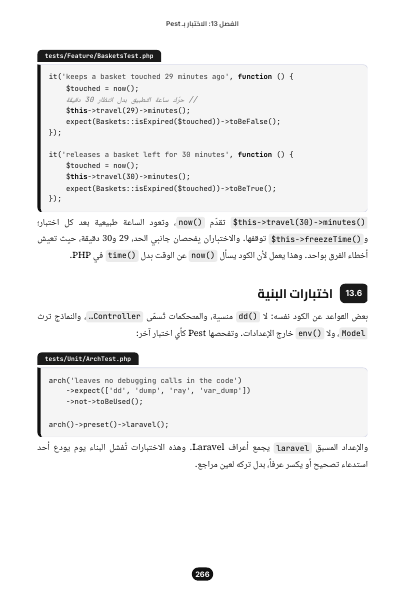 الفصل 13: الاختبار بـ Pest
tests/Feature/BasketsTest.php
it('keeps a basket touched 29 minutes ago', function () {
$touched = now();
// حرّك ساعة التطبيق بدل انتظار 30 دقيقة
$this->travel(29)->minutes();
expect(Baskets::isExpired($touched))->toBeFalse();
});
it('releases a basket left for 30 minutes', function () {
$touched = now();
$this->travel(30)->minutes();
expect(Baskets::isExpired($touched))->toBeTrue();
});
$this->travel(30)->minutes() تقدّم now()، وتعود الساعة طبيعية بعد كل اختبار؛
و $this->freezeTime() توقفها. والاختباران يفحصان جانبي الحد، 29 و30 دقيقة، حيث تعيش
أخطاء الفرق بواحد. وهذا يعمل لأن الكود يسأل now() عن الوقت بدل time() في PHP.
13.6 اختبارات البنية
بعض القواعد عن الكود نفسه: لا dd() منسية، والمتحكمات تُسمّى ...Controller، والنماذج ترث
Model، ولا env() خارج الإعدادات. وتفحصها Pest كأي اختبار آخر:
tests/Unit/ArchTest.php
arch('leaves no debugging calls in the code')
->expect(['dd', 'dump', 'ray', 'var_dump'])
->not->toBeUsed();
arch()->preset()->laravel();
والإعداد المسبق laravel يجمع أعراف Laravel. وهذه الاختبارات تُفشل البناء يوم يودع أحد
استدعاء تصحيح أو يكسر عرفاً، بدل تركه لعين مراجع.
266